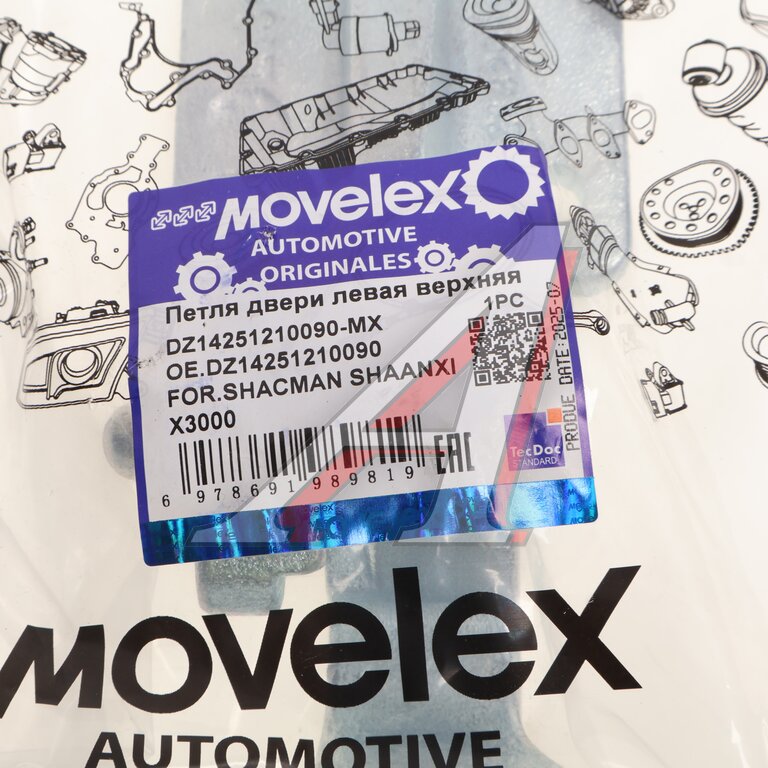 MOVELEX
AUTOMOTIVE
ORIGINALES
Петля двери левая верхняя
DZ14251210090-MX
1PC
OE.DZ14251210090
FOR.SHACMAN SHAANXI
X3000
PRODUE DATE:2025-07
6 978691 989819
EAC
TecDoc
STANDARD
movelex
MOVELEX
AUTOMOTIVE